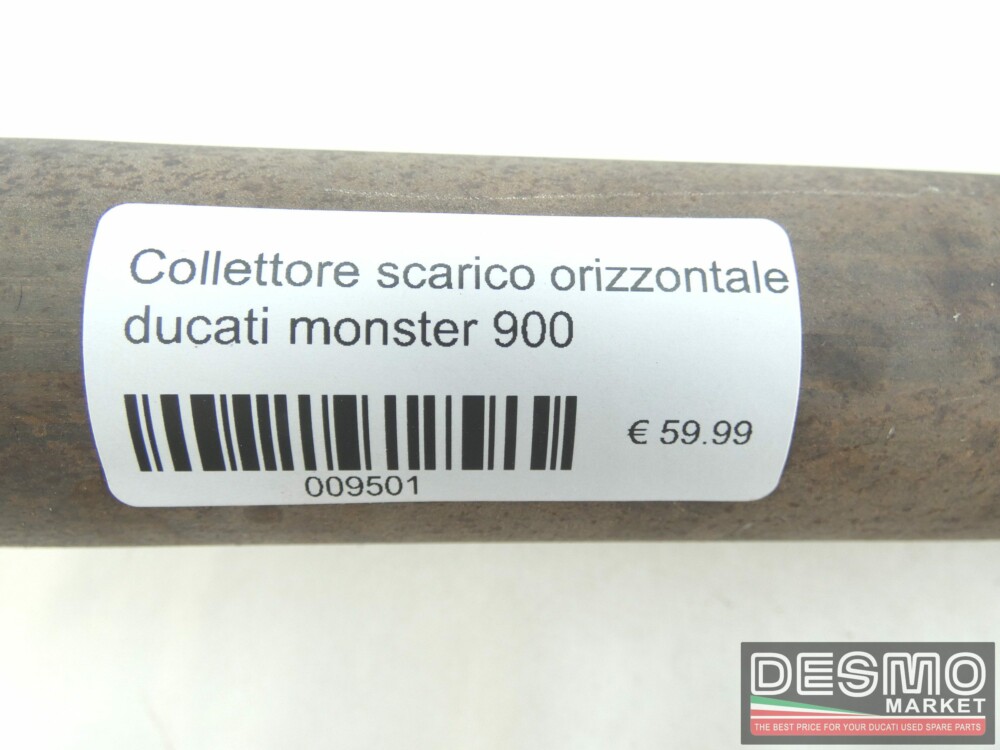 Collettore scarico orizzontale
ducati monster 900
€ 59.99
009501
DESMO
MARKET
THE BEST PRICE FOR YOUR DUCATI USED SPARE PARTS